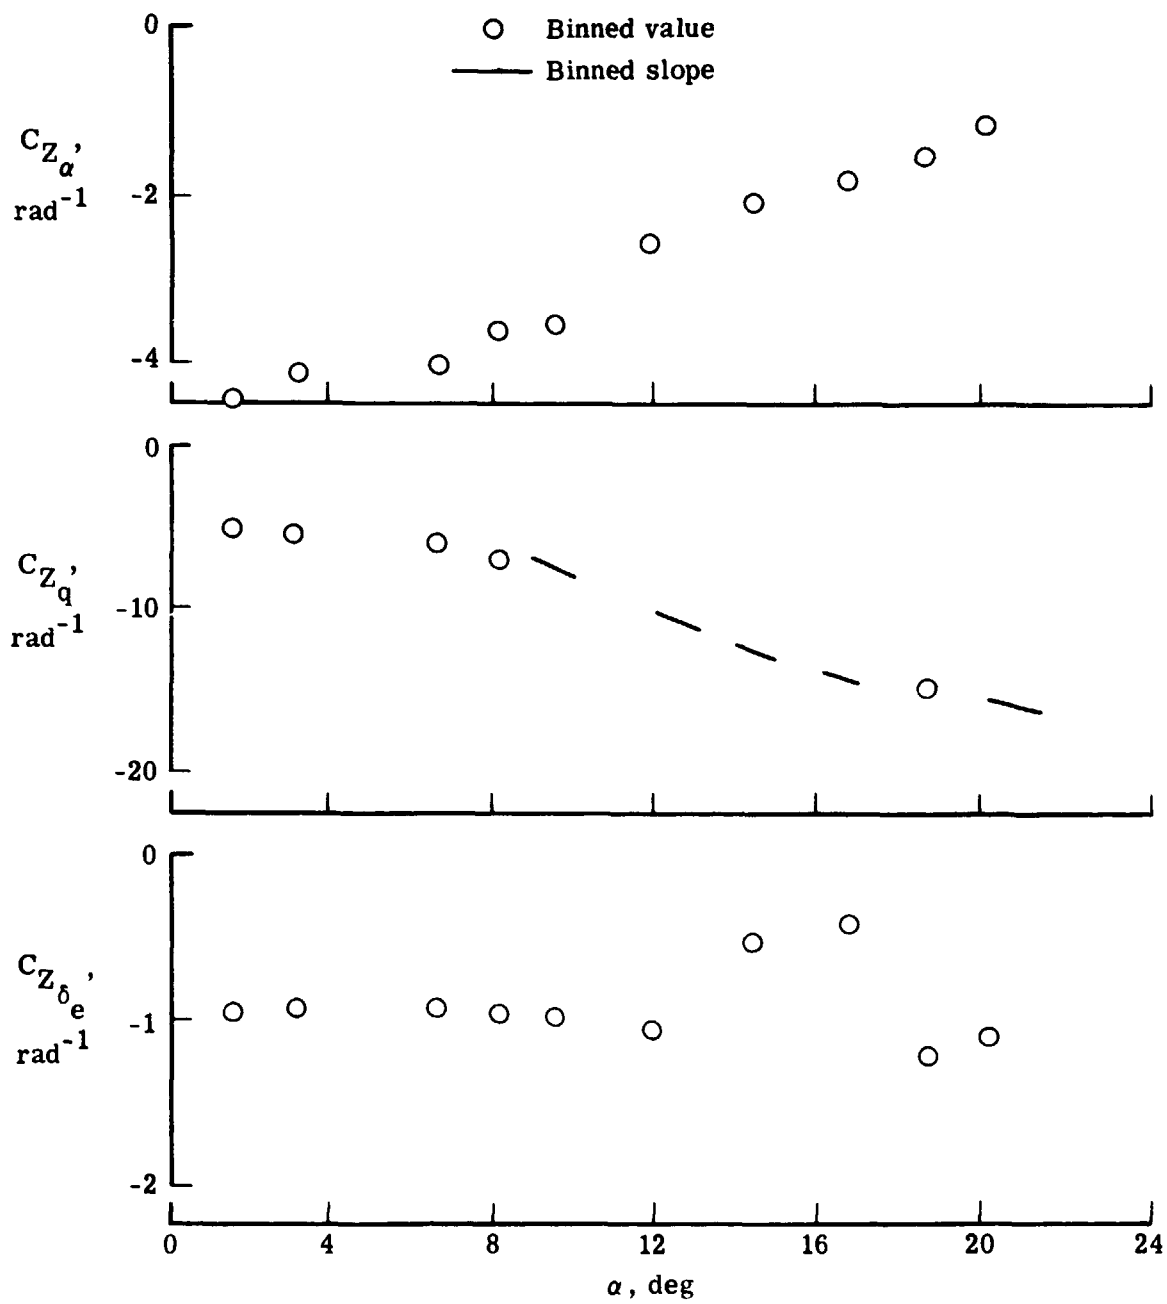 ○ Binned value
— Binned slope
0
-2
-4
C_{Z_α},
rad^{-1}
0
-10
-20
C_{Z_q},
rad^{-1}
0
-1
-2
C_{Z_{δ_e}},
rad^{-1}
0 4 8 12 16 20 24
α, deg